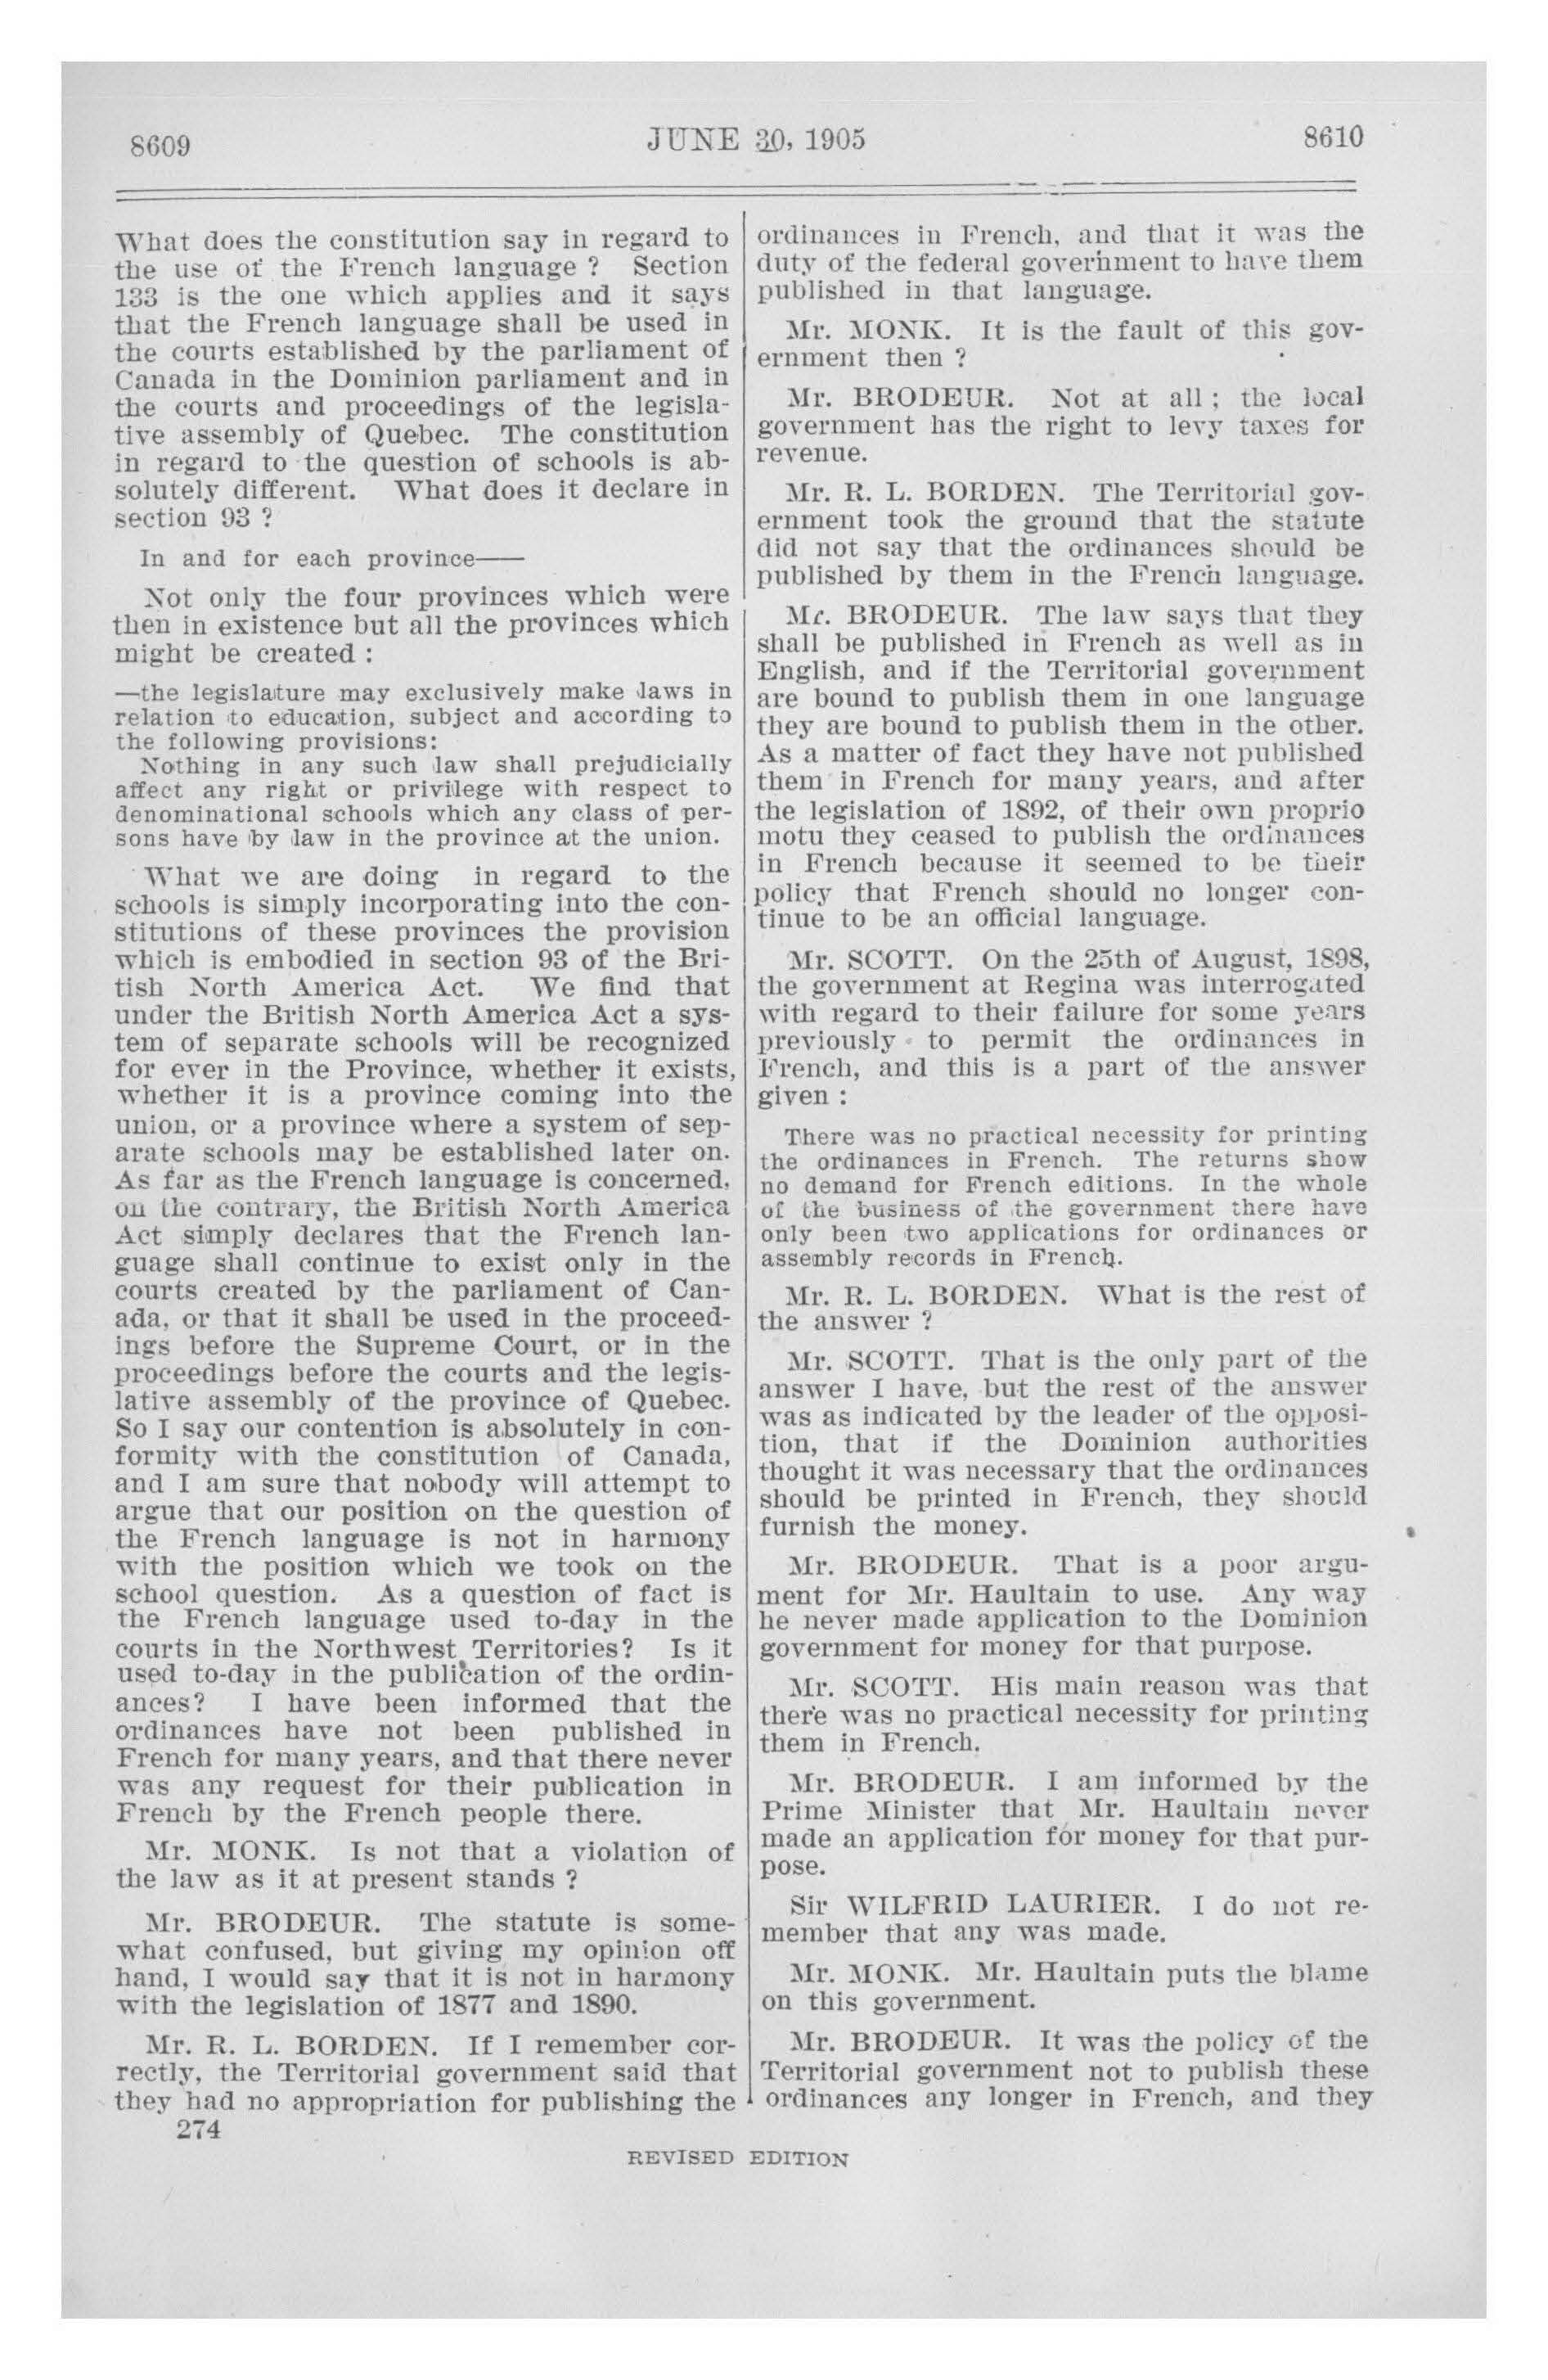 8609
JUNE 30, 1905
8610
What does the constitution say in regard to
the use of the French language ? Section
133 is the one which applies and it says
that the French language shall be used in
the courts established by the parliament of
Canada in the Dominion parliament and in
the courts and proceedings of the legisla-
tive assembly of Quebec. The constitution
in regard to the question of schools is ab-
solutely different. What does it declare in
section 93 ?
In and for each province——
Not only the four provinces which were
then in existence but all the provinces which
might be created :
—the legislature may exclusively make laws in
relation to education, subject and according to
the following provisions:
Nothing in any such law shall prejudicially
affect any right or privilege with respect to
denominational schools which any class of per-
sons have by law in the province at the union.
What we are doing in regard to the
schools is simply incorporating into the con-
stitutions of these provinces the provision
which is embodied in section 93 of the Bri-
tish North America Act. We find that
under the British North America Act a sys-
tem of separate schools will be recognized
for ever in the Province, whether it exists,
whether it is a province coming into the
union, or a province where a system of sep-
arate schools may be established later on.
As far as the French language is concerned,
on the contrary, the British North America
Act simply declares that the French lan-
guage shall continue to exist only in the
courts created by the parliament of Can-
ada, or that it shall be used in the proceed-
ings before the Supreme Court, or in the
proceedings before the courts and the legis-
lative assembly of the province of Quebec.
So I say our contention is absolutely in con-
formity with the constitution of Canada,
and I am sure that nobody will attempt to
argue that our position on the question of
the French language is not in harmony
with the position which we took on the
school question. As a question of fact is
the French language used to-day in the
courts in the Northwest Territories? Is it
used to-day in the publication of the ordin-
ances? I have been informed that the
ordinances have not been published in
French for many years, and that there never
was any request for their publication in
French by the French people there.
Mr. MONK. Is not that a violation of
the law as it at present stands ?
Mr. BRODEUR. The statute is some-
what confused, but giving my opinion off
hand, I would say that it is not in harmony
with the legislation of 1877 and 1890.
Mr. R. L. BORDEN. If I remember cor-
rectly, the Territorial government said that
they had no appropriation for publishing the
274
ordinances in French, and that it was the
duty of the federal government to have them
published in that language.
Mr. MONK. It is the fault of this gov-
ernment then ?
Mr. BRODEUR. Not at all ; the local
government has the right to levy taxes for
revenue.
Mr. R. L. BORDEN. The Territorial gov-
ernment took the ground that the statute
did not say that the ordinances should be
published by them in the French language.
Mr. BRODEUR. The law says that they
shall be published in French as well as in
English, and if the Territorial government
are bound to publish them in one language
they are bound to publish them in the other.
As a matter of fact they have not published
them in French for many years, and after
the legislation of 1892, of their own proprio
motu they ceased to publish the ordinances
in French because it seemed to be their
policy that French should no longer con-
tinue to be an official language.
Mr. SCOTT. On the 25th of August, 1898,
the government at Regina was interrogated
with regard to their failure for some years
previously to permit the ordinances in
French, and this is a part of the answer
given :
There was no practical necessity for printing
the ordinances in French. The returns show
no demand for French editions. In the whole
of the business of the government there have
only been two applications for ordinances or
assembly records in French.
Mr. R. L. BORDEN. What is the rest of
the answer ?
Mr. SCOTT. That is the only part of the
answer I have, but the rest of the answer
was as indicated by the leader of the opposi-
tion, that if the Dominion authorities
thought it was necessary that the ordinances
should be printed in French, they should
furnish the money.
Mr. BRODEUR. That is a poor argu-
ment for Mr. Haultain to use. Any way
he never made application to the Dominion
government for money for that purpose.
Mr. SCOTT. His main reason was that
there was no practical necessity for printing
them in French.
Mr. BRODEUR. I am informed by the
Prime Minister that Mr. Haultain never
made an application for money for that pur-
pose.
Sir WILFRID LAURIER. I do not re-
member that any was made.
Mr. MONK. Mr. Haultain puts the blame
on this government.
Mr. BRODEUR. It was the policy of the
Territorial government not to publish these
ordinances any longer in French, and they
REVISED EDITION